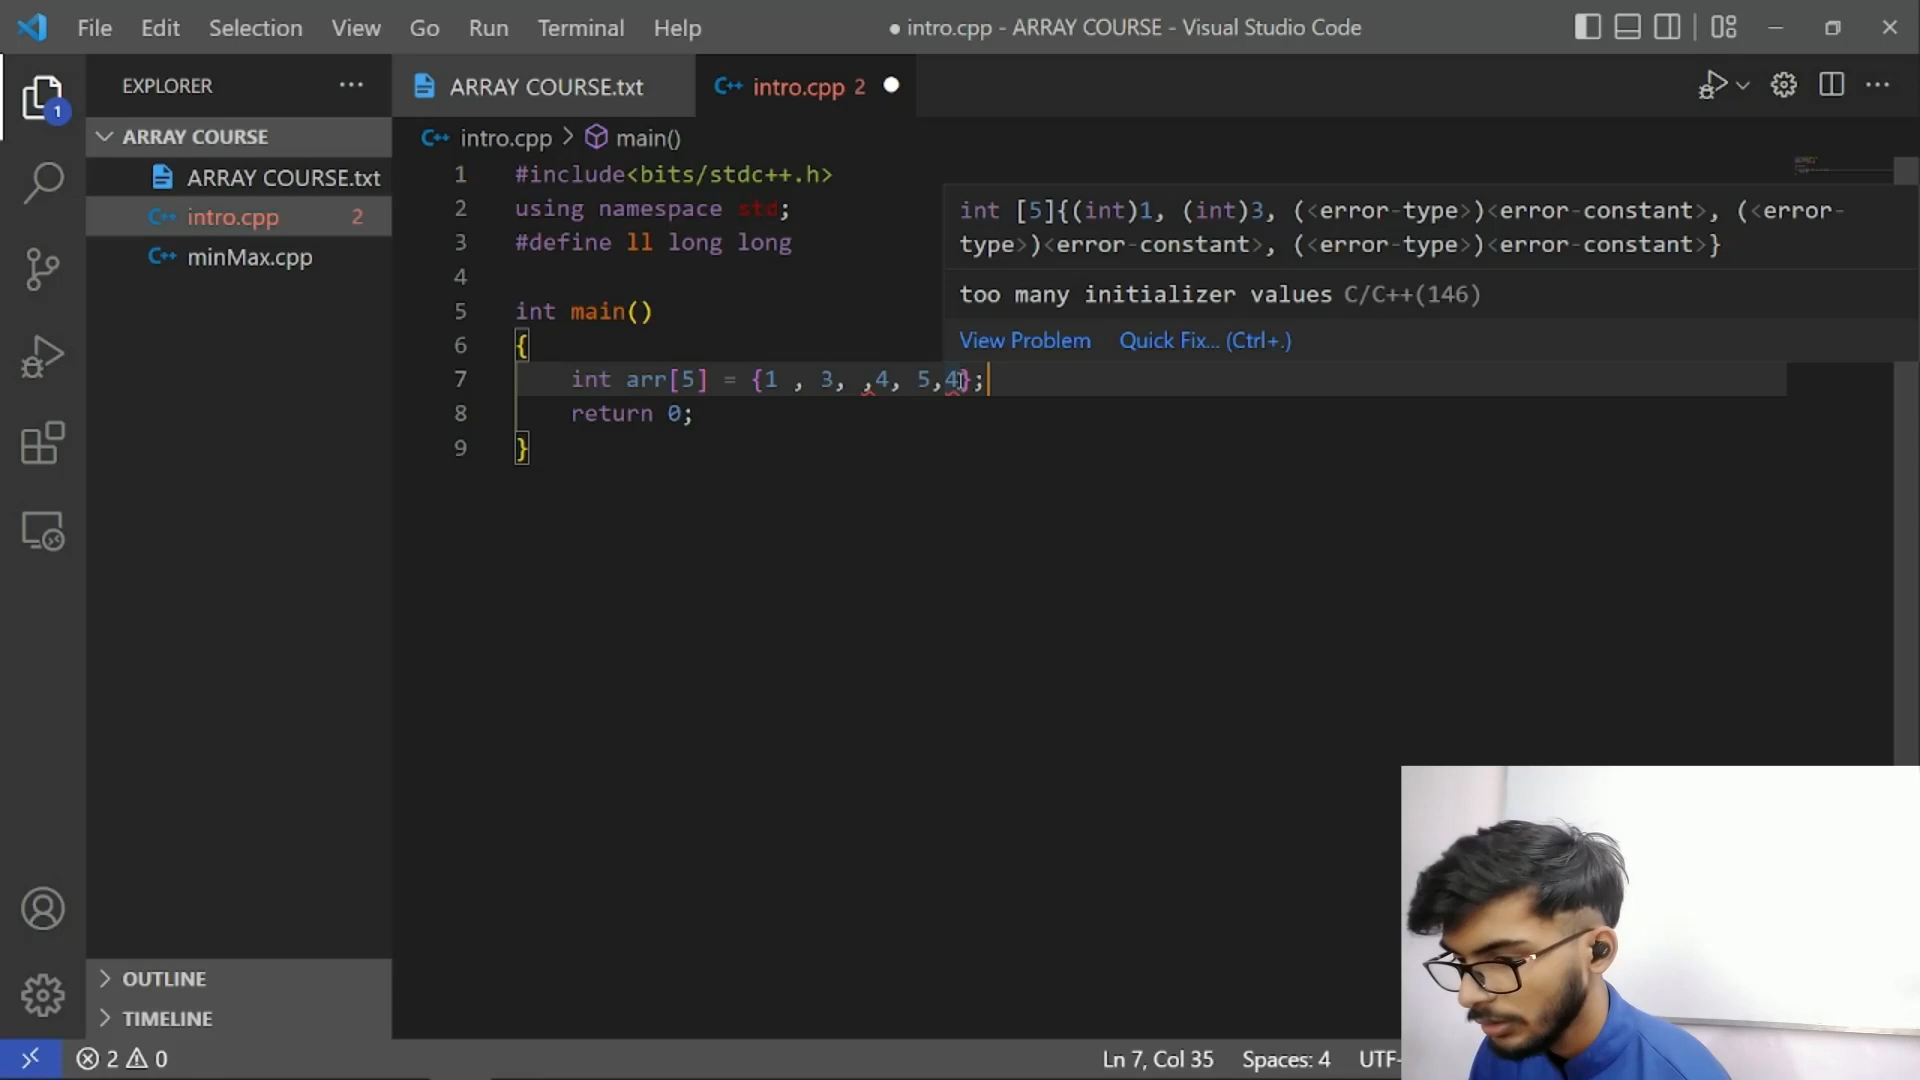 File Edit Selection View Go Run Terminal Help ● intro.cpp - ARRAY COURSE - Visual Studio Code
EXPLORER ···
ARRAY COURSE.txt
C++ intro.cpp 2 ●
1
ARRAY COURSE
ARRAY COURSE.txt
C++ intro.cpp 2
C++ minMax.cpp
C++ intro.cpp > main()
1 #include<bits/stdc++.h>
2 using namespace std;
3 #define ll long long
4
5 int main()
6 {
7 int arr[5] = {1 , 3, ,4, 5,4};
8 return 0;
9 }
int [5]{(int)1, (int)3, (<error-type>)<error-constant>, (<error-
type>)<error-constant>, (<error-type>)<error-constant>}
too many initializer values C/C++(146)
View Problem Quick Fix... (Ctrl+.)
OUTLINE
TIMELINE
2 0 Ln 7, Col 35 Spaces: 4 UTF-